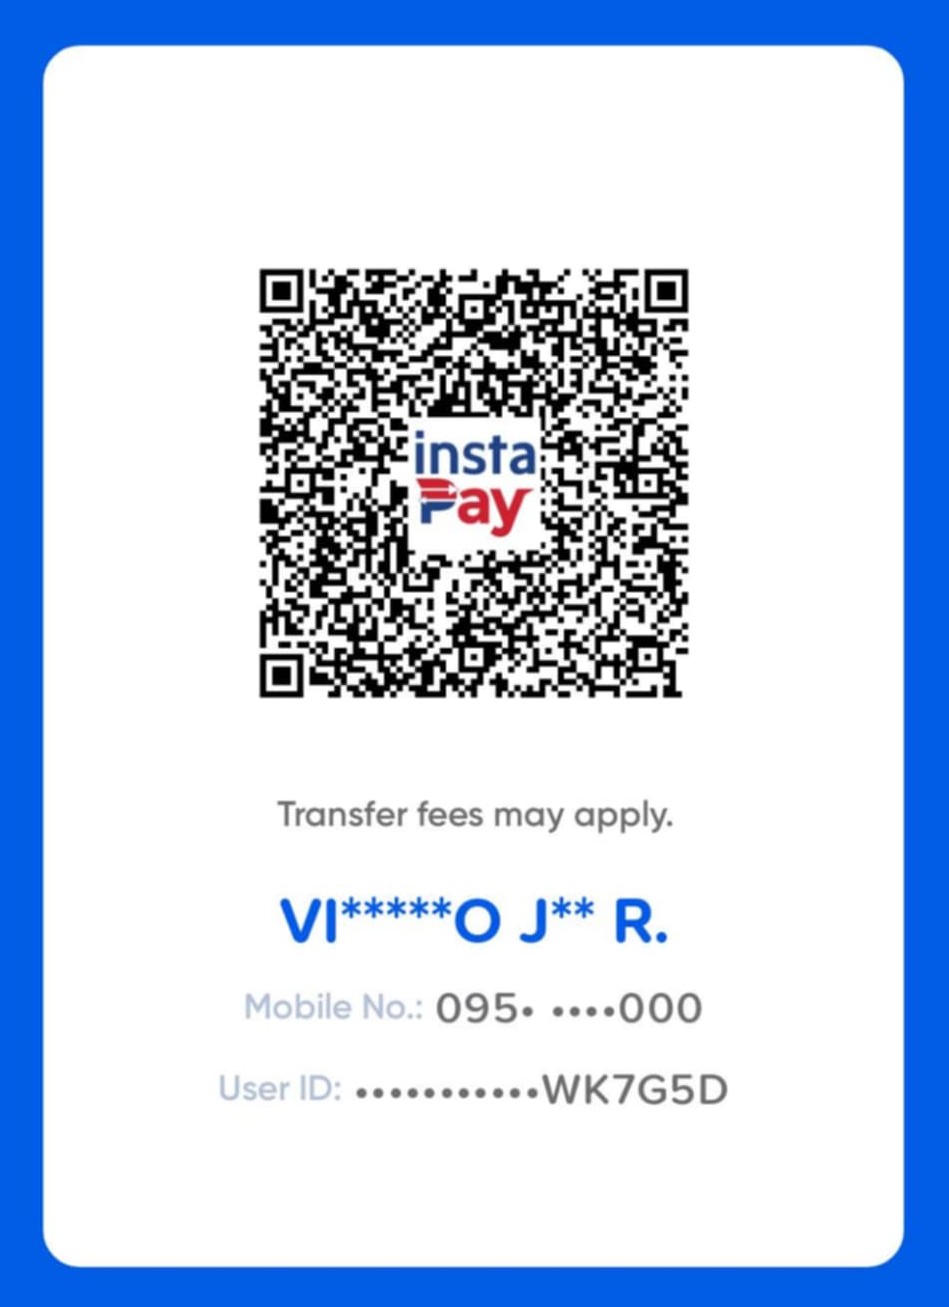 insta
Pay
Transfer fees may apply.
VI*****O J** R.
Mobile No.: 095• ••••000
User ID: •••••••••••WK7G5D